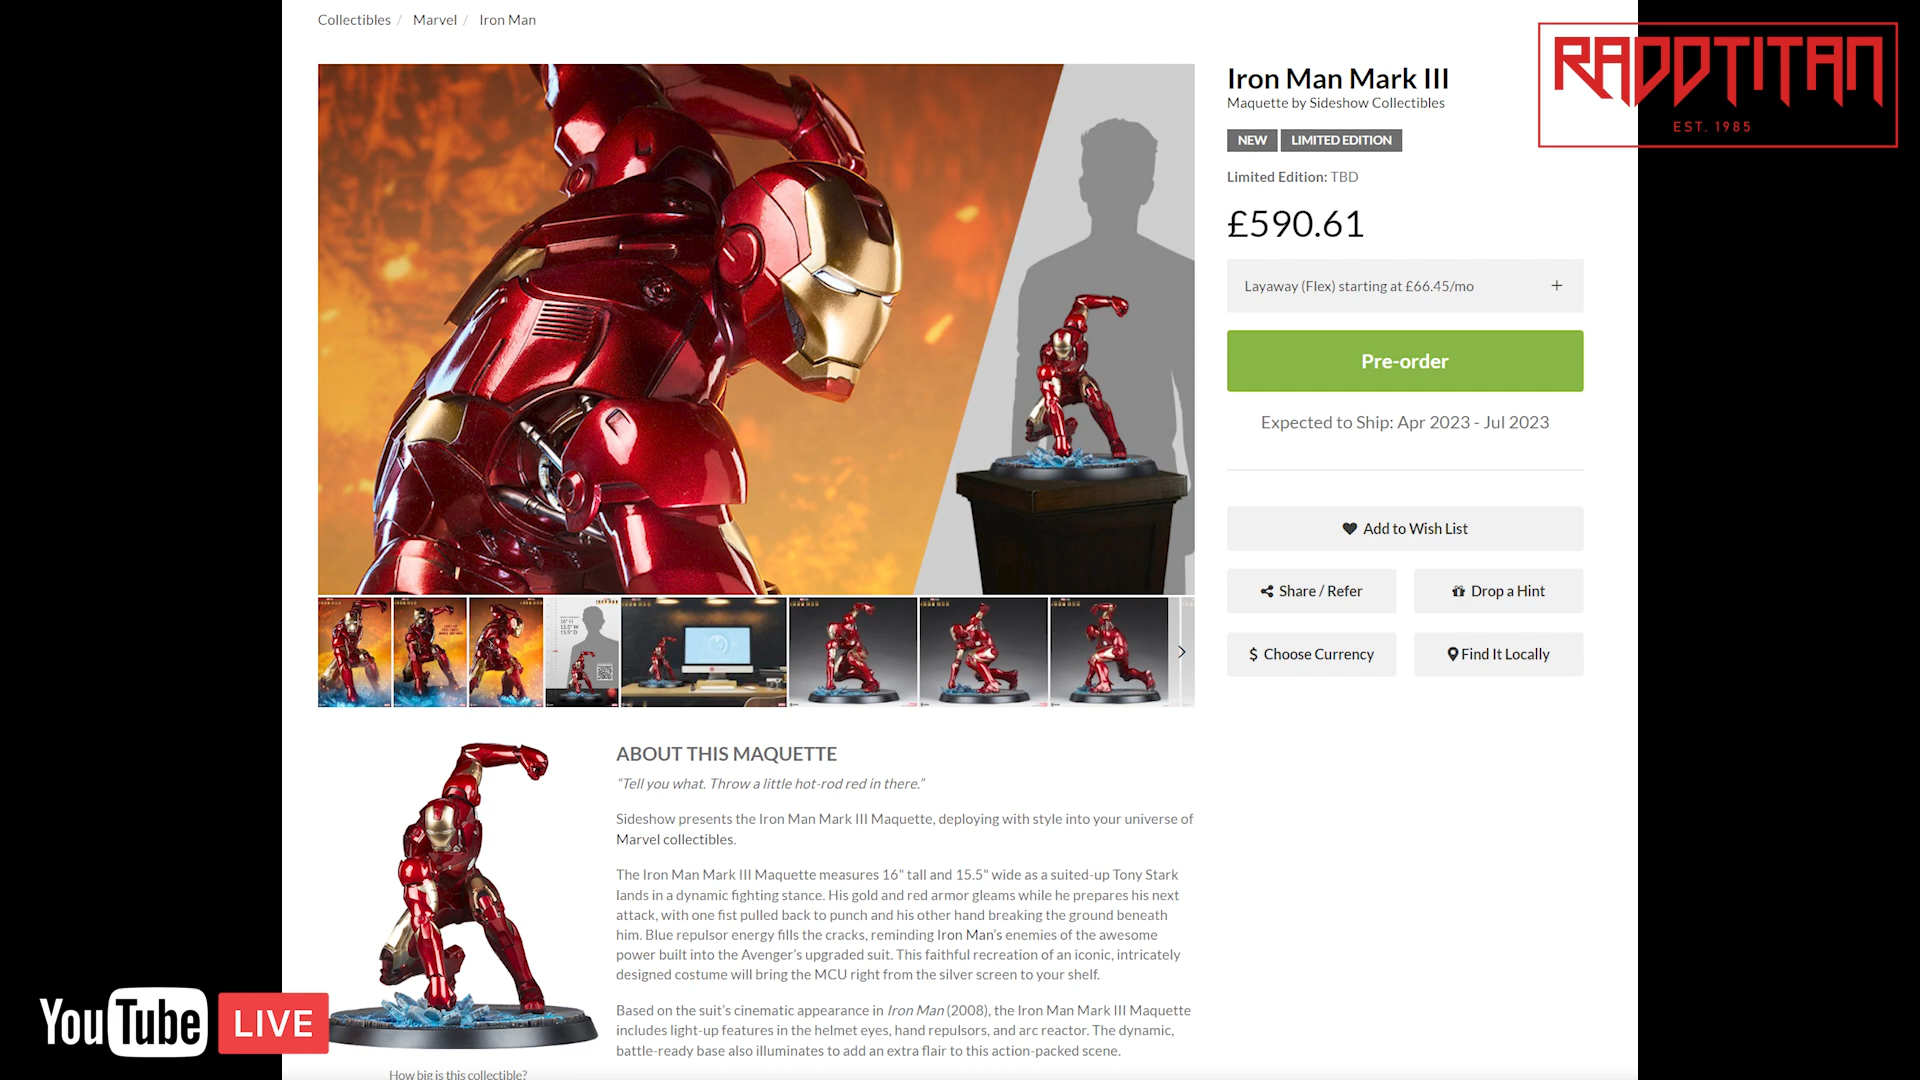 Collectibles / Marvel / Iron Man
RADDTITAN
EST. 1985
Iron Man Mark III
Maquette by Sideshow Collectibles
NEW
LIMITED EDITION
Limited Edition: TBD
£590.61
Layaway (Flex) starting at £66.45/mo +
Pre-order
Expected to Ship: Apr 2023 - Jul 2023
Add to Wish List
Share / Refer
Drop a Hint
$ Choose Currency
Find It Locally
16" H
15.5" W
15.5" D
ABOUT THIS MAQUETTE
“Tell you what. Throw a little hot-rod red in there.”
Sideshow presents the Iron Man Mark III Maquette, deploying with style into your universe of
Marvel collectibles.
The Iron Man Mark III Maquette measures 16" tall and 15.5" wide as a suited-up Tony Stark
lands in a dynamic fighting stance. His gold and red armor gleams while he prepares his next
attack, with one fist pulled back to punch and his other hand breaking the ground beneath
him. Blue repulsor energy fills the cracks, reminding Iron Man’s enemies of the awesome
power built into the Avenger’s upgraded suit. This faithful recreation of an iconic, intricately
designed costume will bring the MCU right from the silver screen to your shelf.
Based on the suit’s cinematic appearance in Iron Man (2008), the Iron Man Mark III Maquette
includes light-up features in the helmet eyes, hand repulsors, and arc reactor. The dynamic,
battle-ready base also illuminates to add an extra flair to this action-packed scene.
How big is this collectible?
YouTube LIVE